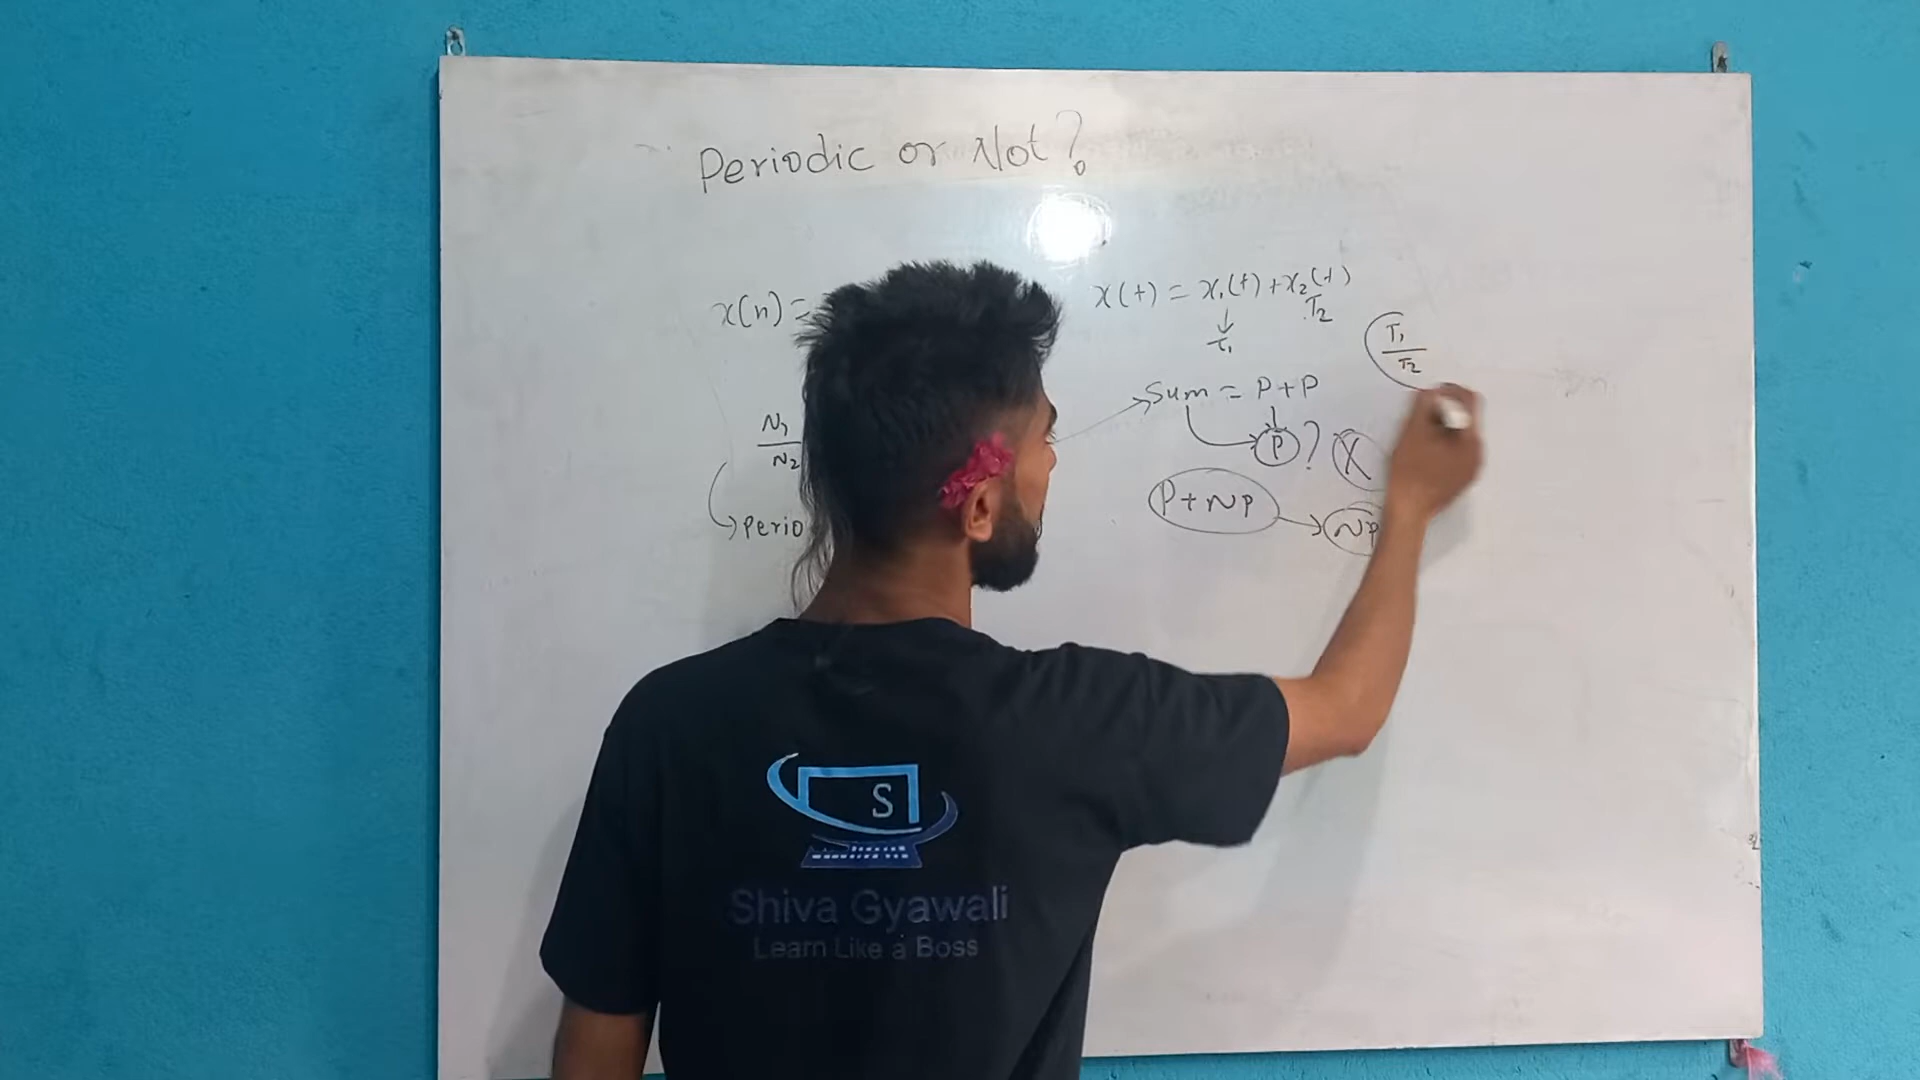 Periodic or Not?
x(n) =
N₁
N₂
Perio
x(t) = x₁(t) + x₂(t)
T₁
T₂
T₁
T₂
Sum = P + P
P ? X
P + NP
NP
S
Shiva Gyawali
Learn Like a Boss